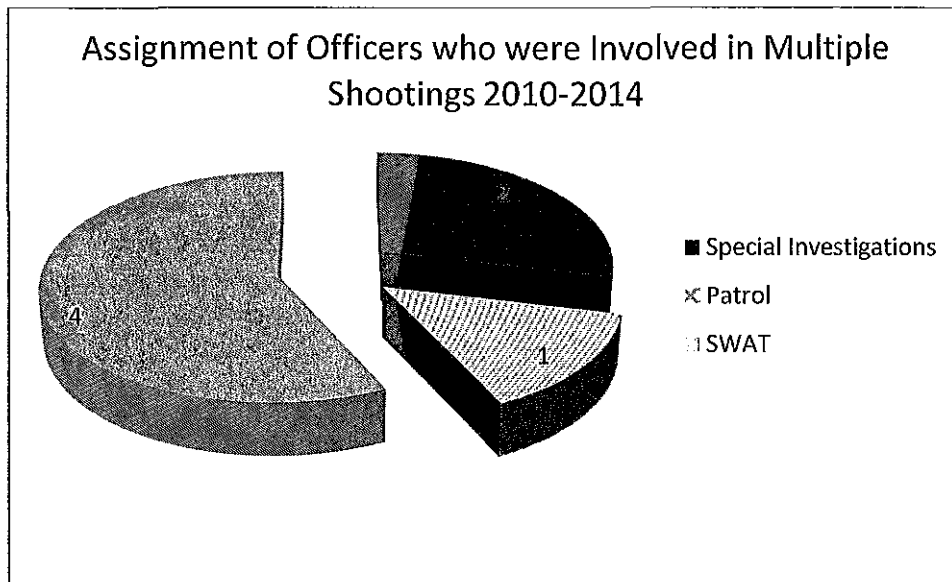 Assignment of Officers who were Involved in Multiple
Shootings 2010-2014
2
4
1
Special Investigations
Patrol
SWAT